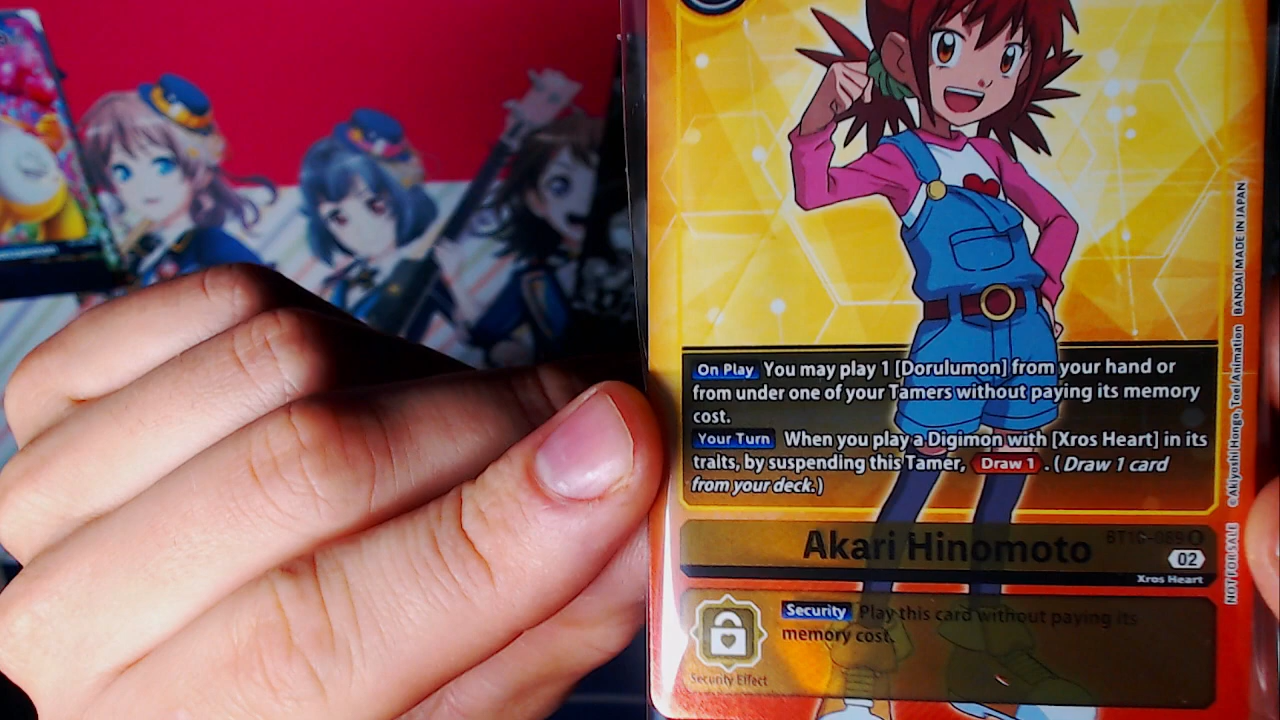 On Play You may play 1 [Dorulumon] from your hand or
from under one of your Tamers without paying its memory
cost.
Your Turn When you play a Digimon with [Xros Heart] in its
traits, by suspending this Tamer, Draw 1 . (Draw 1 card
from your deck.)
Akari Hinomoto
BT10-089 R
02
Xros Heart
Security Play this card without paying its
memory cost.
Security Effect
©Akiyoshi Hongo, Toei Animation BANDAI MADE IN JAPAN
NOT FOR SALE